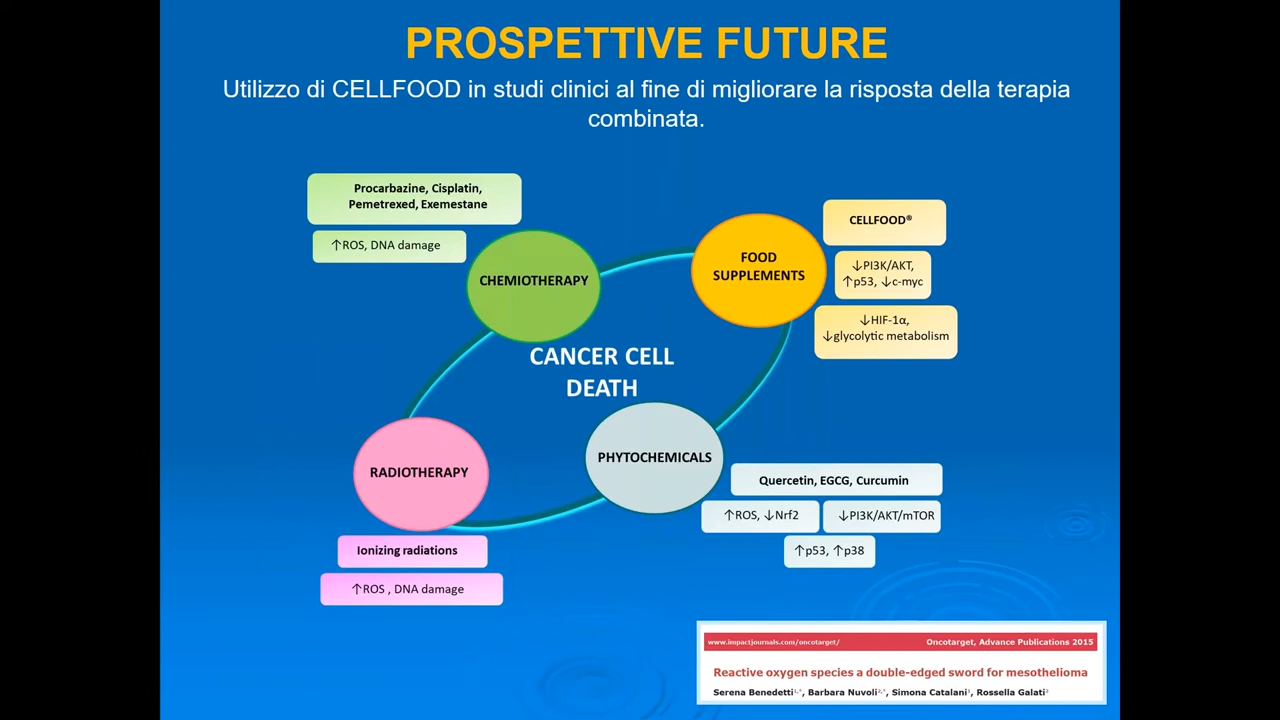 PROSPETTIVE FUTURE
Utilizzo di CELLFOOD in studi clinici al fine di migliorare la risposta della terapia
combinata.
Procarbazine, Cisplatin,
Pemetrexed, Exemestane
↑ROS, DNA damage
CHEMIOTHERAPY
FOOD
SUPPLEMENTS
CELLFOOD®
↓PI3K/AKT,
↑p53, ↓c-myc
↓HIF-1α,
↓glycolytic metabolism
CANCER CELL
DEATH
RADIOTHERAPY
Ionizing radiations
↑ROS , DNA damage
PHYTOCHEMICALS
Quercetin, EGCG, Curcumin
↑ROS, ↓Nrf2
↓PI3K/AKT/mTOR
↑p53, ↑p38
www.impactjournals.com/oncotarget/
Oncotarget, Advance Publications 2015
Reactive oxygen species a double-edged sword for mesothelioma
Serena Benedetti1,*, Barbara Nuvoli2,*, Simona Catalani1, Rossella Galati2